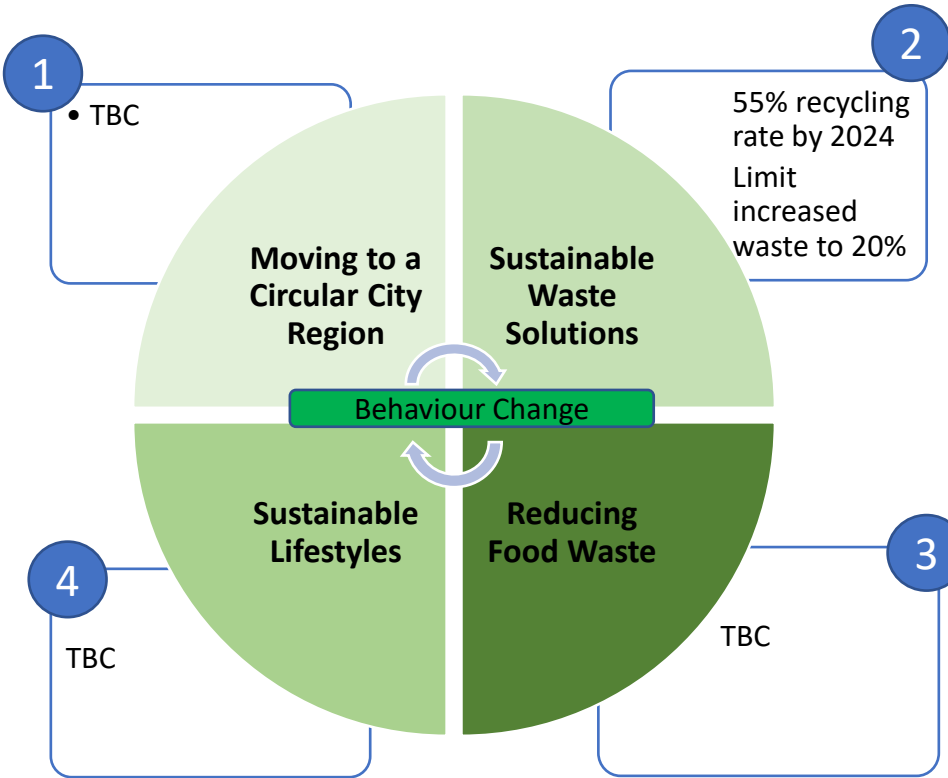 1
• TBC
2
55% recycling
rate by 2024
Limit
increased
waste to 20%
Moving to a
Circular City
Region
Sustainable
Waste
Solutions
Behaviour Change
Sustainable
Lifestyles
Reducing
Food Waste
4
TBC
3
TBC